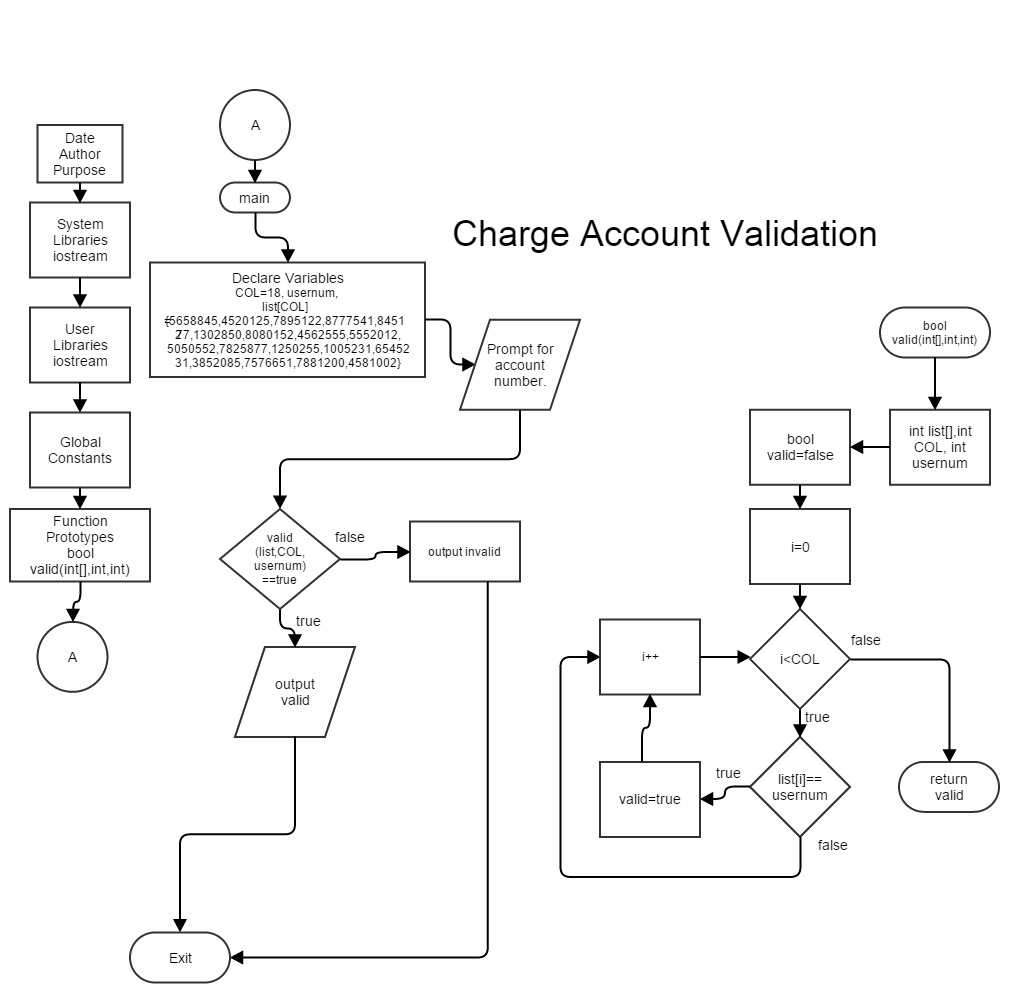 Date
Author
Purpose
System
Libraries
iostream
User
Libraries
iostream
Global
Constants
Function
Prototypes
bool
valid(int[],int,int)
A
A
main
Declare Variables
COL=18, usernum,
list[COL]
{5658845,4520125,7895122,8777541,8451
277,1302850,8080152,4562555,5552012,
5050552,7825877,1250255,1005231,65452
31,3852085,7576651,7881200,4581002}
Prompt for
account
number.
valid
(list,COL,
usernum)
==true
false
output invalid
true
output
valid
Exit
Charge Account Validation
bool
valid(int[],int,int)
int list[],int
COL, int
usernum
bool
valid=false
i=0
i<COL
false
true
i++
list[i]==
usernum
true
valid=true
false
return
valid